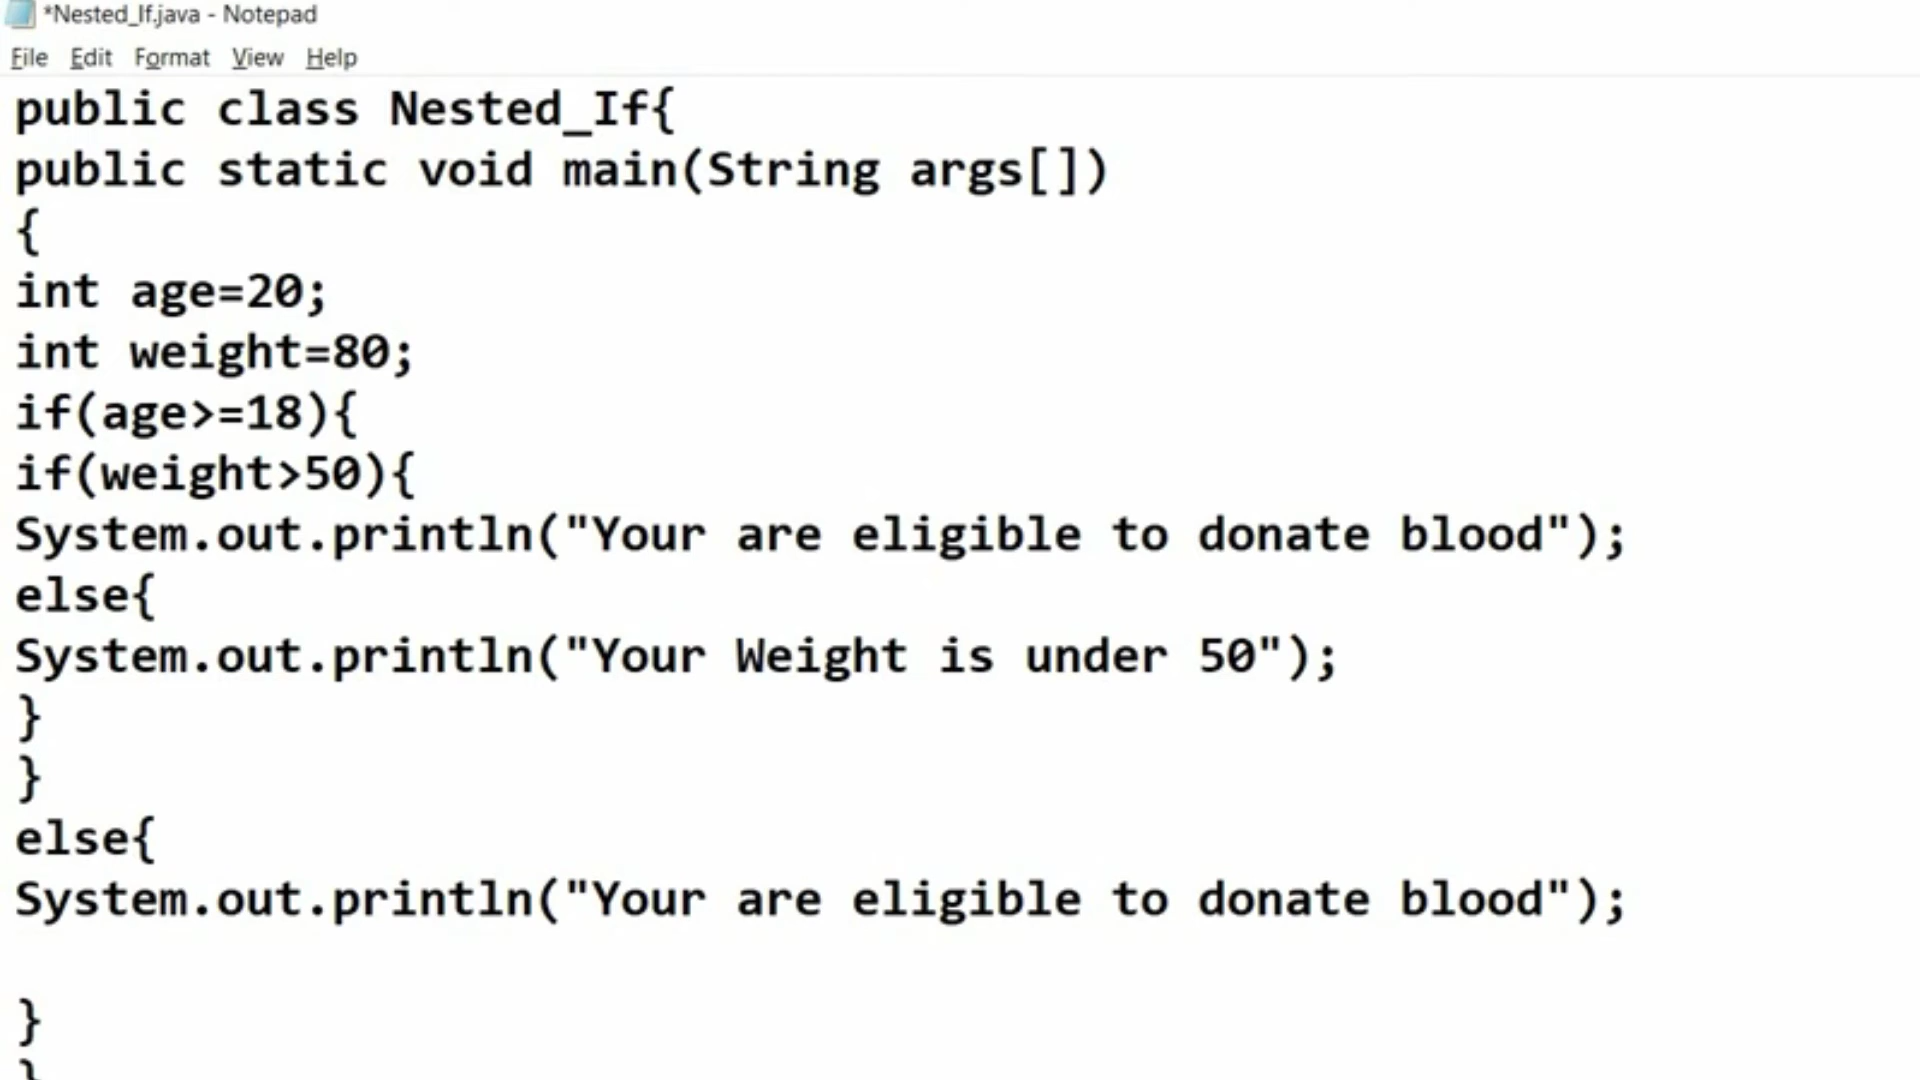 *Nested_If.java - Notepad
File Edit Format View Help
public class Nested_If{
public static void main(String args[])
{
int age=20;
int weight=80;
if(age>=18){
if(weight>50){
System.out.println("Your are eligible to donate blood");
else{
System.out.println("Your Weight is under 50");
}
}
else{
System.out.println("Your are eligible to donate blood");
}
}